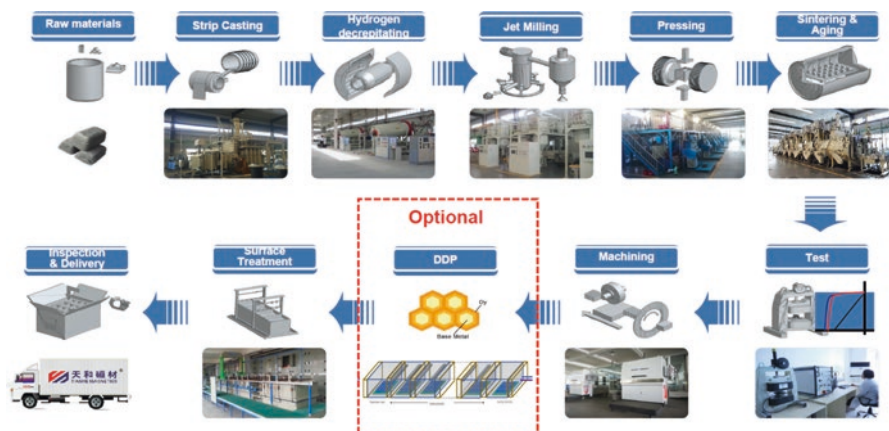 Raw materials
Strip Casting
Hydrogen
decrepitating
Jet Milling
Pressing
Sintering &
Aging
Optional
Inspection
& Delivery
Surface
Treatment
DDP
Machining
Test
Base Metal
天和磁材